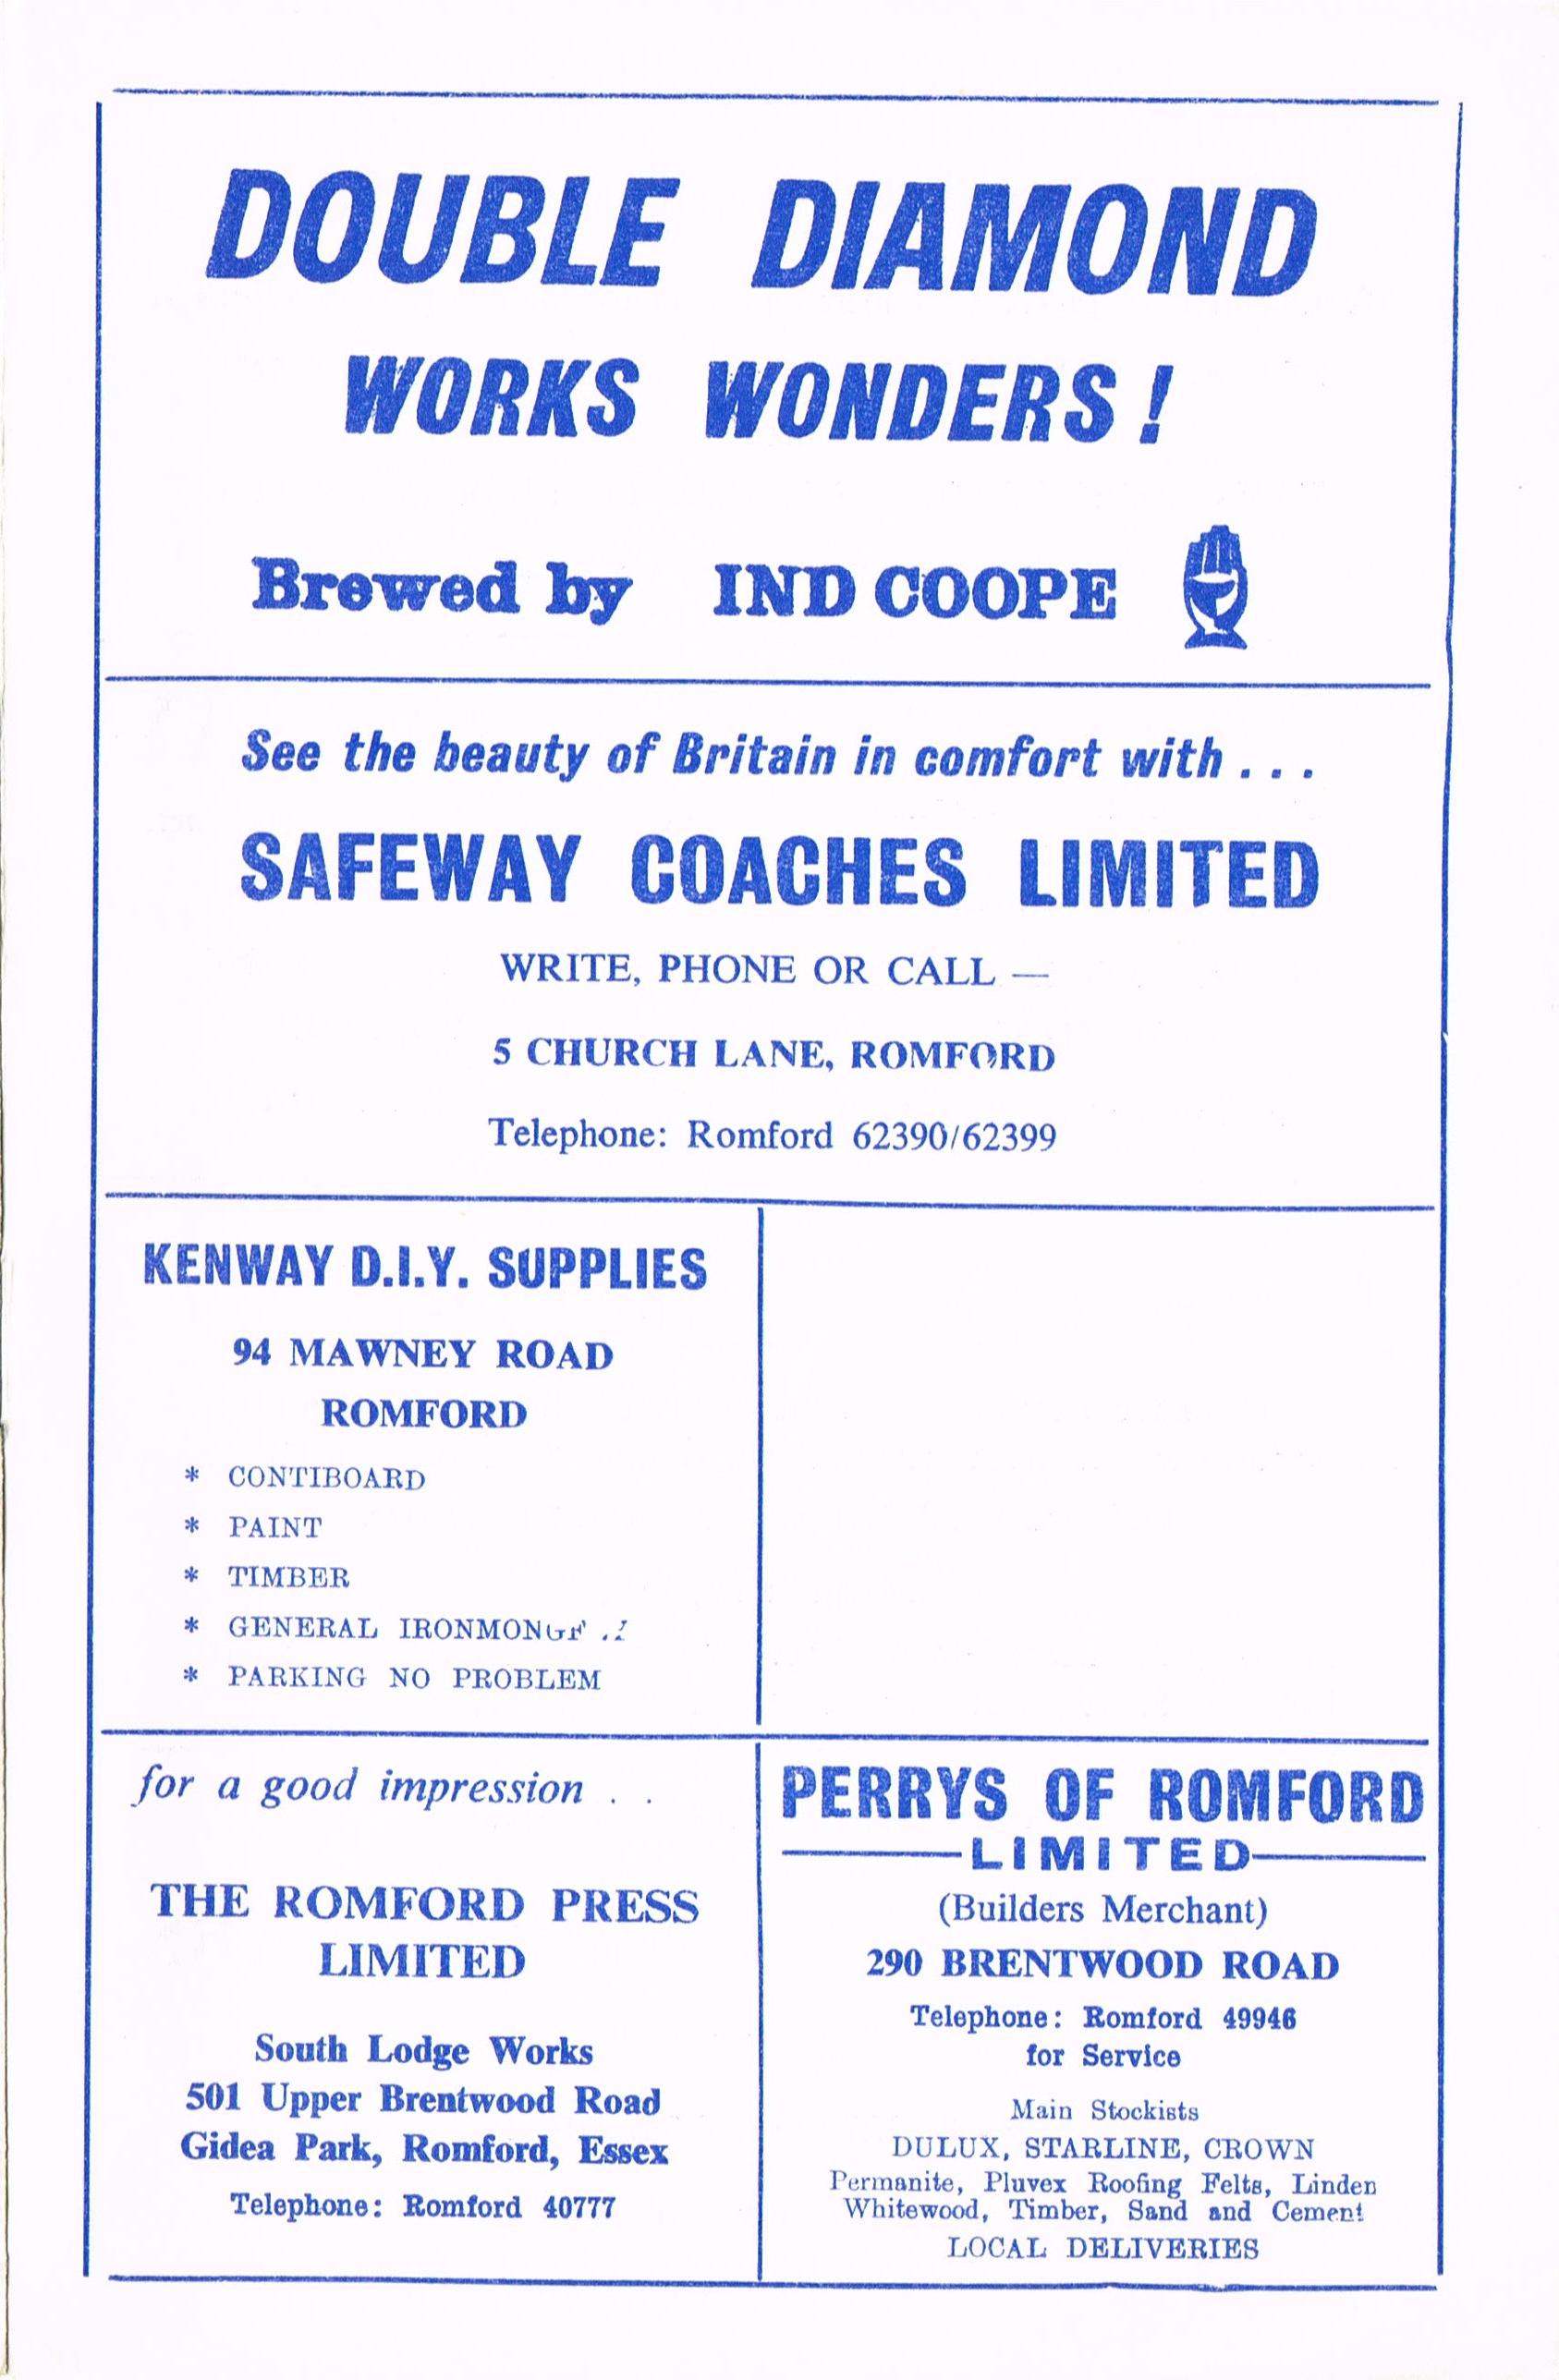 DOUBLE DIAMOND
WORKS WONDERS!
Brewed by IND COOPE
See the beauty of Britain in comfort with . . .
SAFEWAY COACHES LIMITED
WRITE, PHONE OR CALL —
5 CHURCH LANE, ROMFORD
Telephone: Romford 62390/62399
KENWAY D.I.Y. SUPPLIES
94 MAWNEY ROAD
ROMFORD
* CONTIBOARD
* PAINT
* TIMBER
* GENERAL
* PARKING NO PROBLEM
for a good impression . .
THE ROMFORD PRESS
LIMITED
South Lodge Works
501 Upper Brentwood Road
Gidea Park, Romford, Essex
Telephone: Romford 40777
PERRYS OF ROMFORD
LIMITED
(Builders Merchant)
290 BRENTWOOD ROAD
Telephone: Romford 49946
for Service
Main Stockists
DULUX, STARLINE, CROWN
Permanite, Pluvex Roofing Felts, Linden
Whitewood, Timber, Sand and Cement
LOCAL DELIVERIES